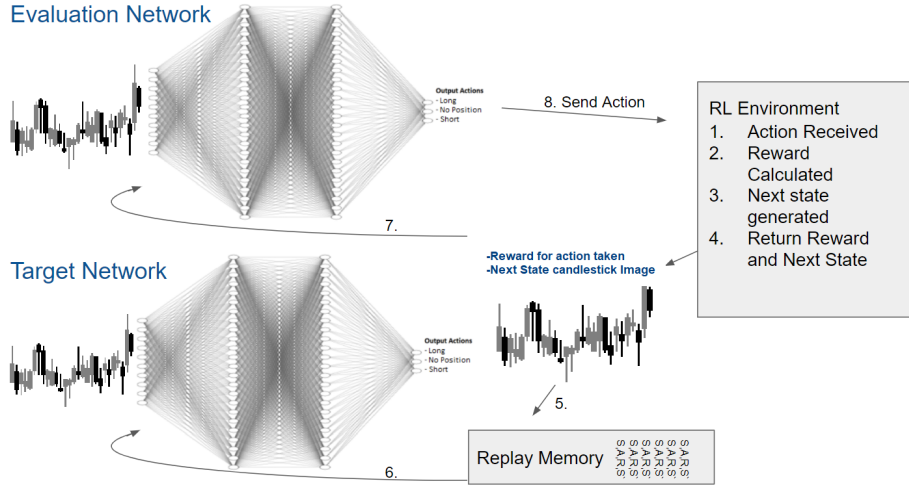 Evaluation Network
Output Actions
- Long
- No Position
- Short
8. Send Action
RL Environment
1. Action Received
2. Reward
Calculated
3. Next state
generated
4. Return Reward
and Next State
7.
-Reward for action taken
-Next State candlestick Image
Target Network
Output Actions
- Long
- No Position
- Short
5.
Replay Memory
S,A,R,S'
S,A,R,S'
S,A,R,S'
S,A,R,S'
S,A,R,S'
S,A,R,S'
6.